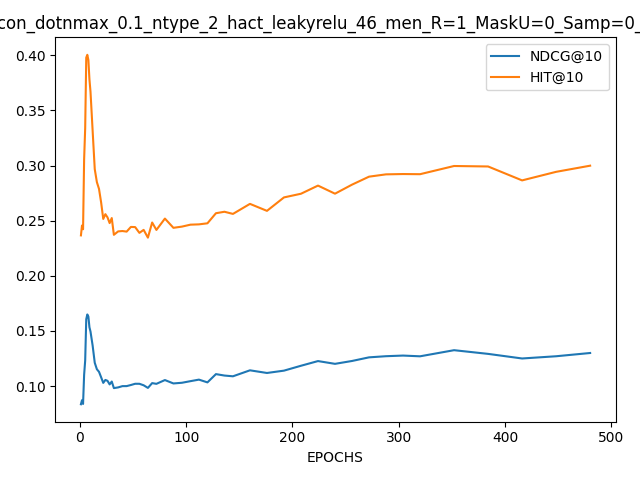 con_dotnmax_0.1_ntype_2_hact_leakyrelu_46_men_R=1_MaskU=0_Samp=0_
NDCG@10
HIT@10
0.40
0.35
0.30
0.25
0.20
0.15
0.10
0 100 200 300 400 500
EPOCHS